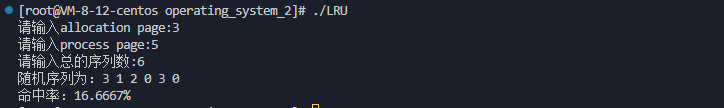 [root@VM-8-12-centos operating_system_2]# ./LRU
请输入allocation page:3
请输入process page:5
请输入总的序列数:6
随机序列为: 3 1 2 0 3 0
命中率: 16.6667%